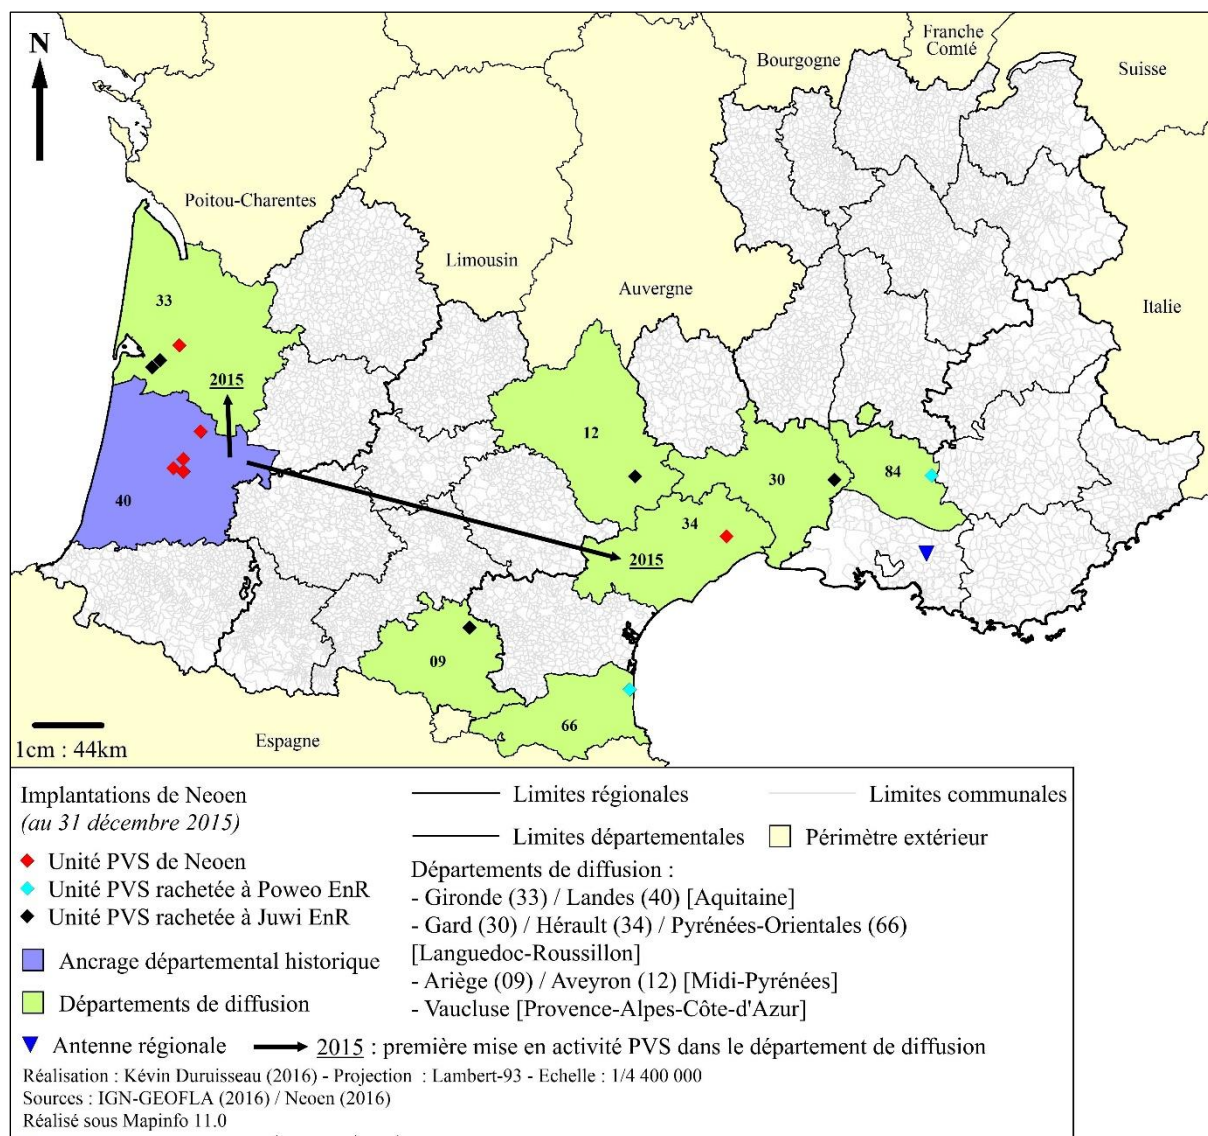 N
Franche
Comté
Bourgogne
Suisse
Poitou-Charentes
Limousin
Auvergne
Italie
33
2015
12
40
30
84
34
2015
09
66
Espagne
1cm : 44km
Implantations de Neoen
(au 31 décembre 2015)
Unité PVS de Neoen
Unité PVS rachetée à Poweo EnR
Unité PVS rachetée à Juwi EnR
Ancrage départemental historique
Départements de diffusion
Antenne régionale
Limites régionales
Limites communales
Limites départementales
Périmètre extérieur
Départements de diffusion :
- Gironde (33) / Landes (40) [Aquitaine]
- Gard (30) / Hérault (34) / Pyrénées-Orientales (66)
[Languedoc-Roussillon]
- Ariège (09) / Aveyron (12) [Midi-Pyrénées]
- Vaucluse [Provence-Alpes-Côte-d'Azur]
2015 : première mise en activité PVS dans le département de diffusion
Réalisation : Kévin Duruisseau (2016) - Projection : Lambert-93 - Echelle : 1/4 400 000
Sources : IGN-GEOFLA (2016) / Neoen (2016)
Réalisé sous Mapinfo 11.0